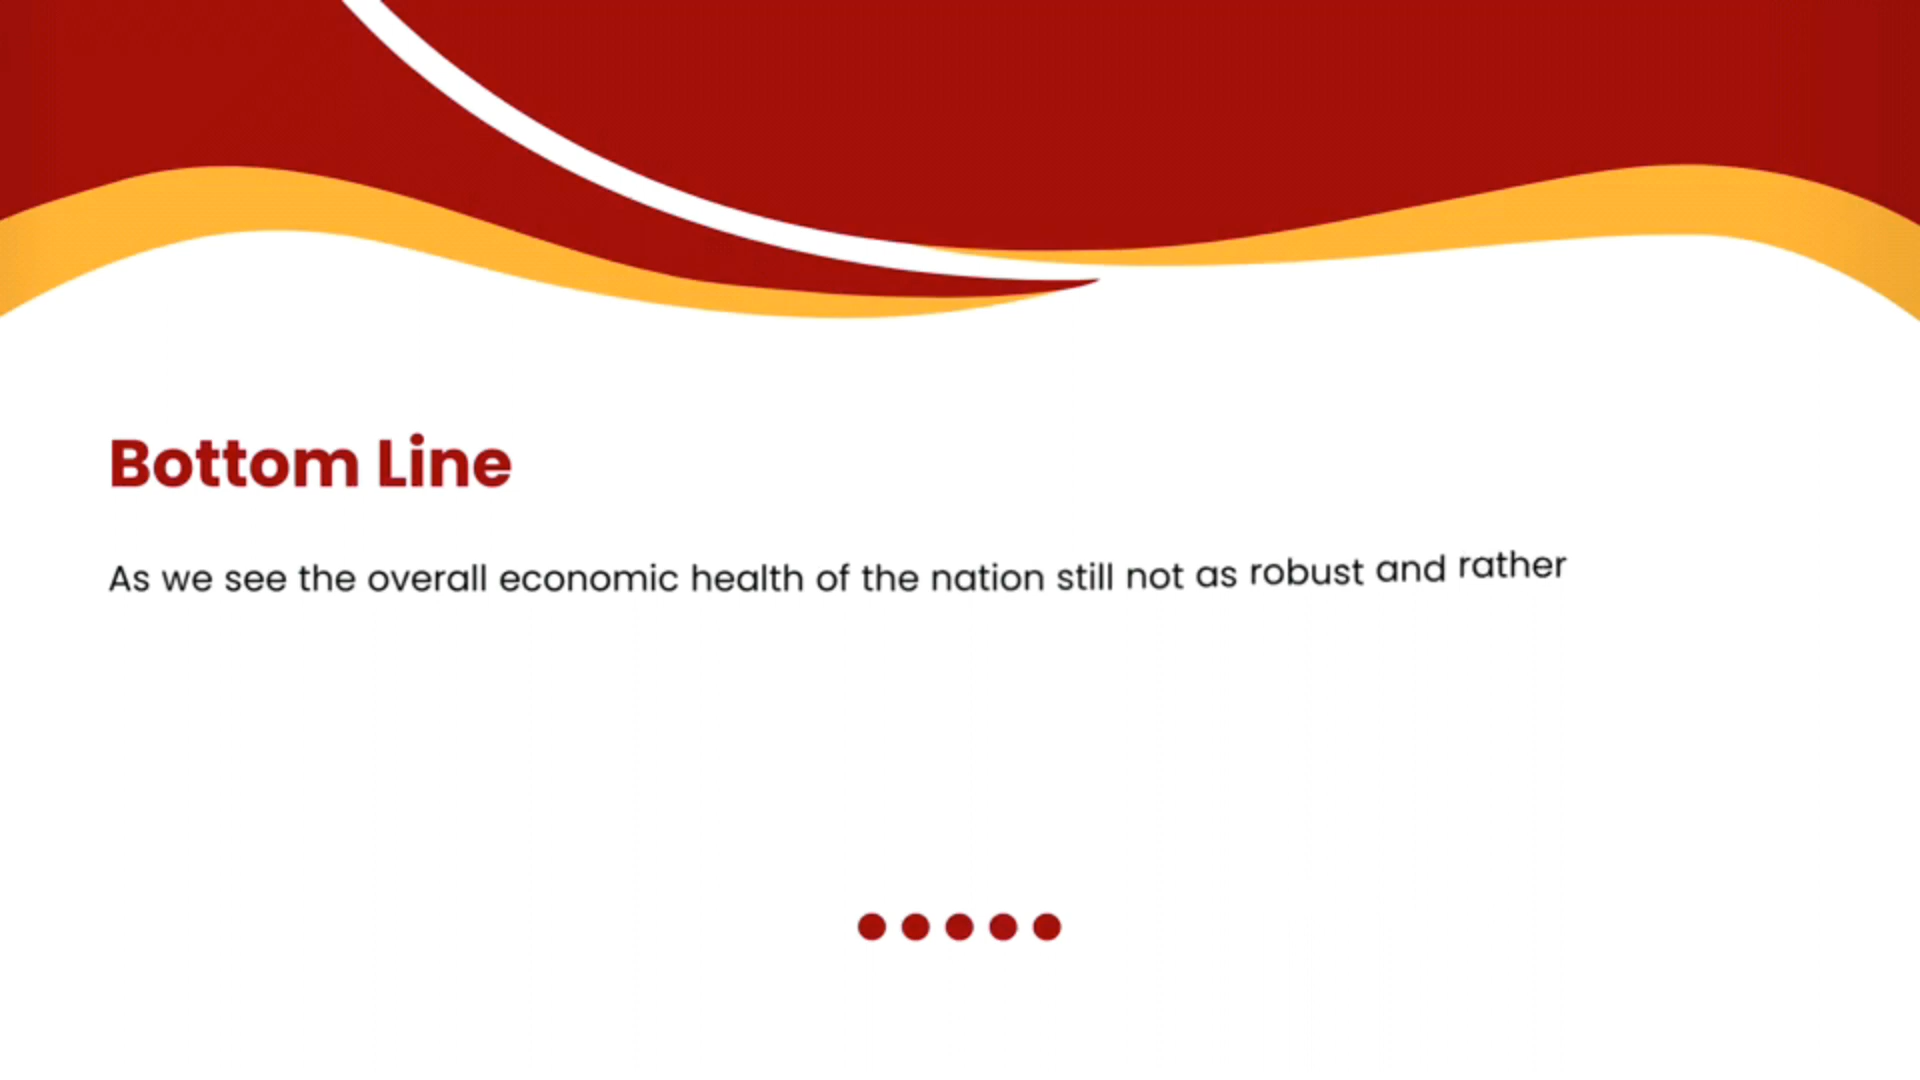 Bottom Line
As we see the overall economic health of the nation still not as robust and rather